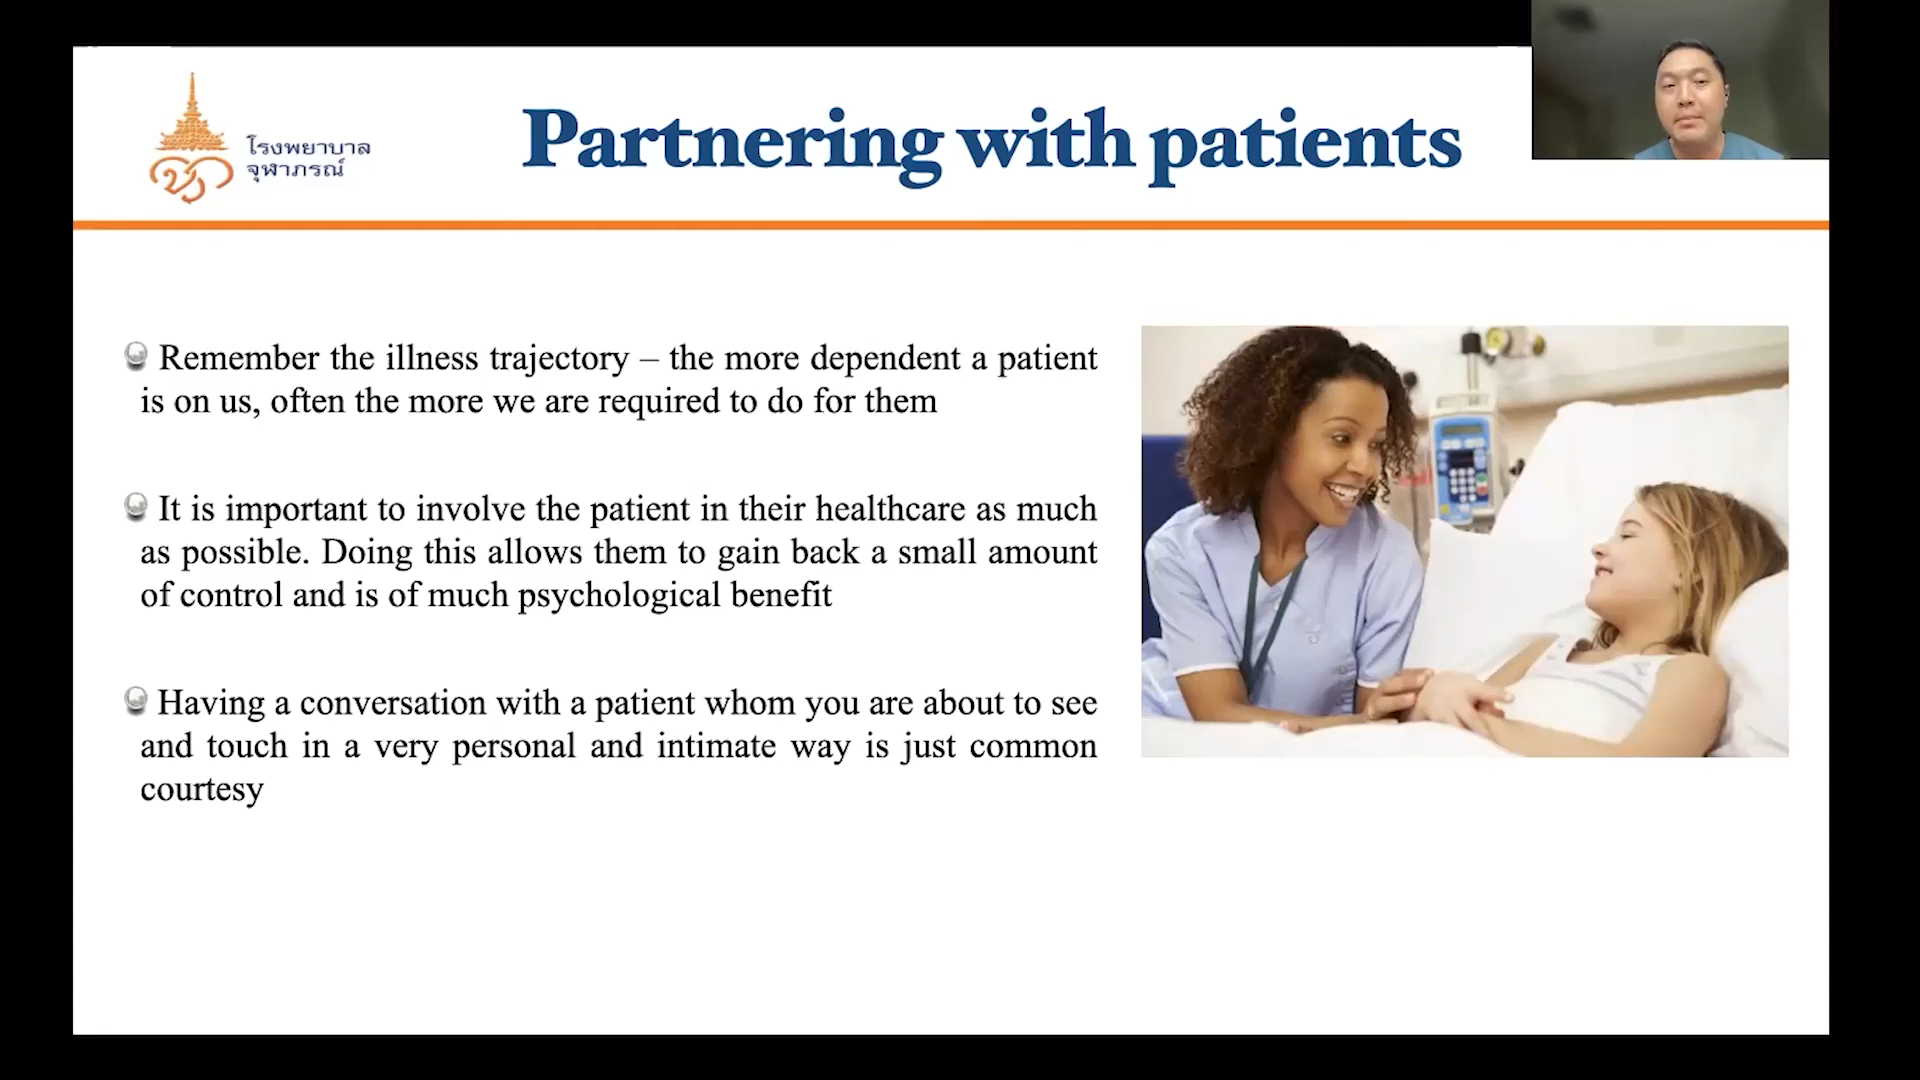 โรงพยาบาล
จุฬาภรณ์
Partnering with patients
Remember the illness trajectory – the more dependent a patient
is on us, often the more we are required to do for them
It is important to involve the patient in their healthcare as much
as possible. Doing this allows them to gain back a small amount
of control and is of much psychological benefit
Having a conversation with a patient whom you are about to see
and touch in a very personal and intimate way is just common
courtesy